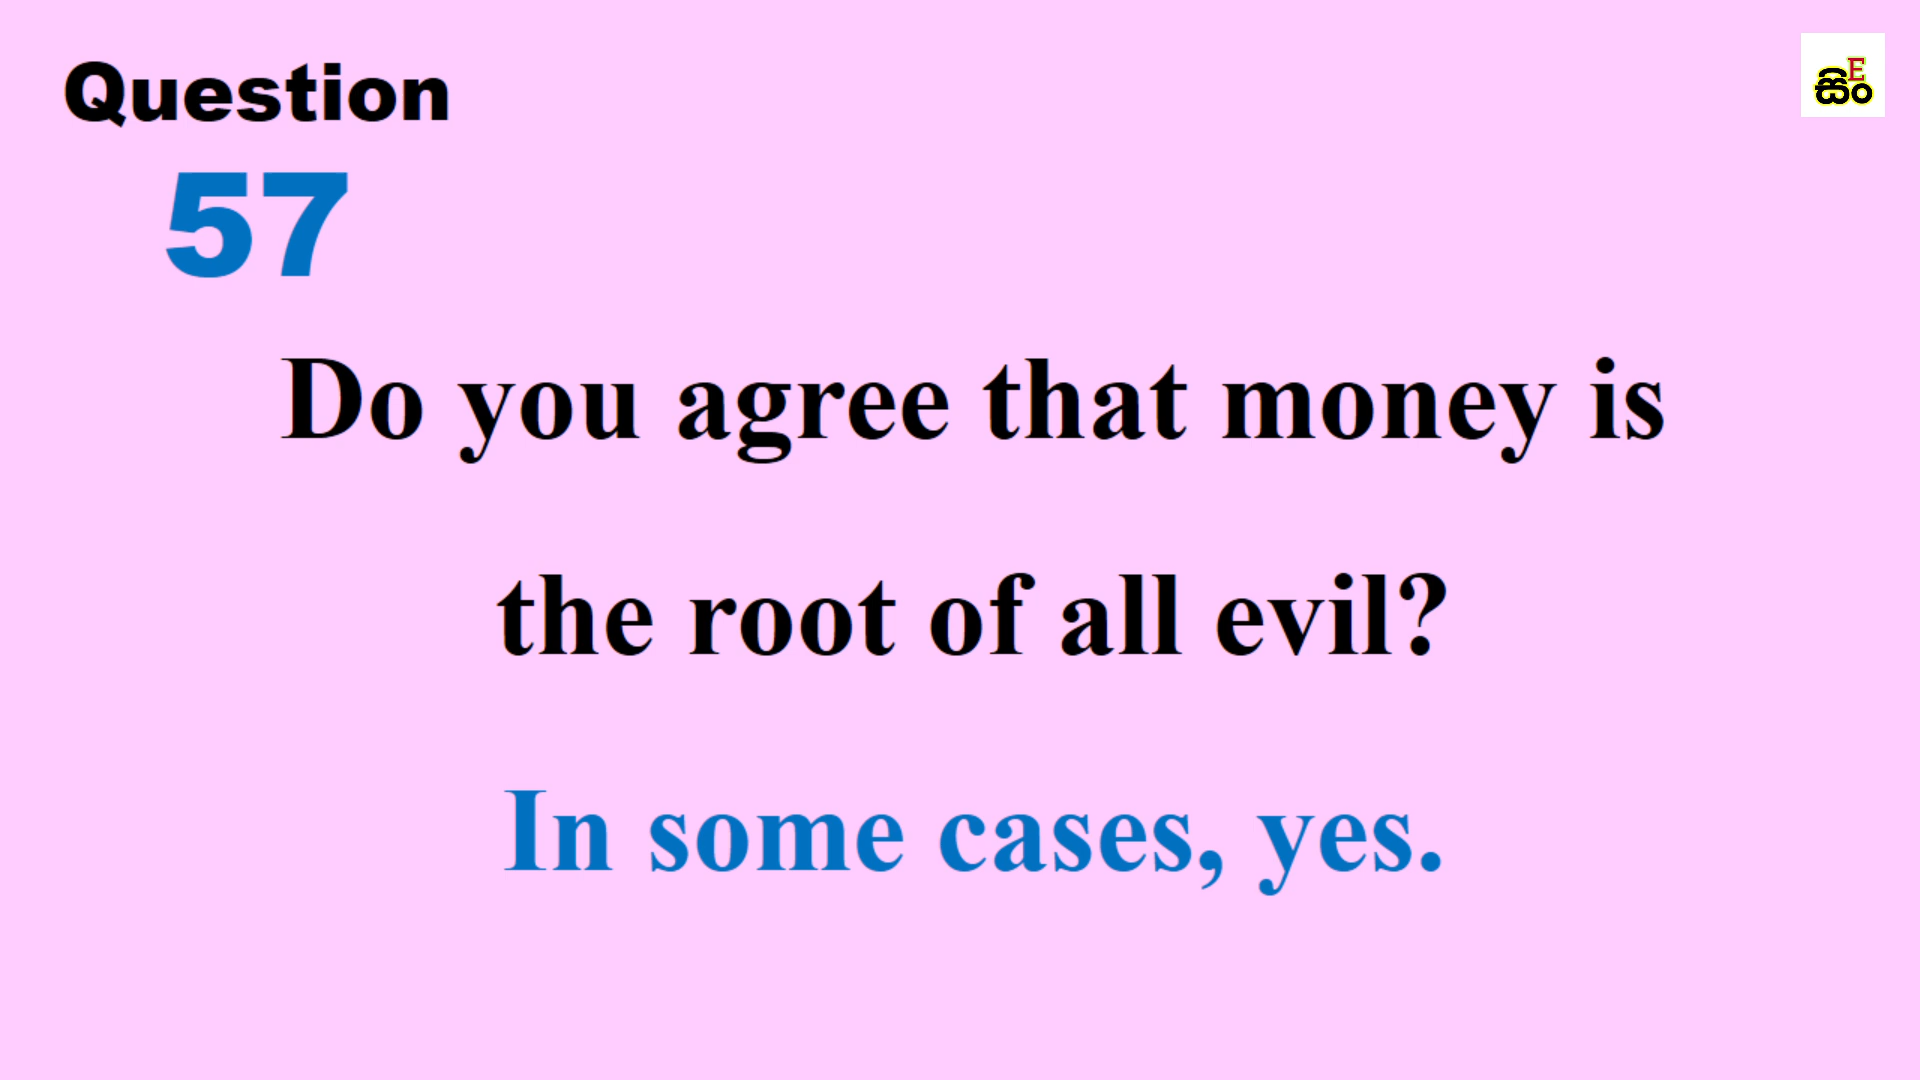 Question
57
E
සිං
Do you agree that money is
the root of all evil?
In some cases, yes.